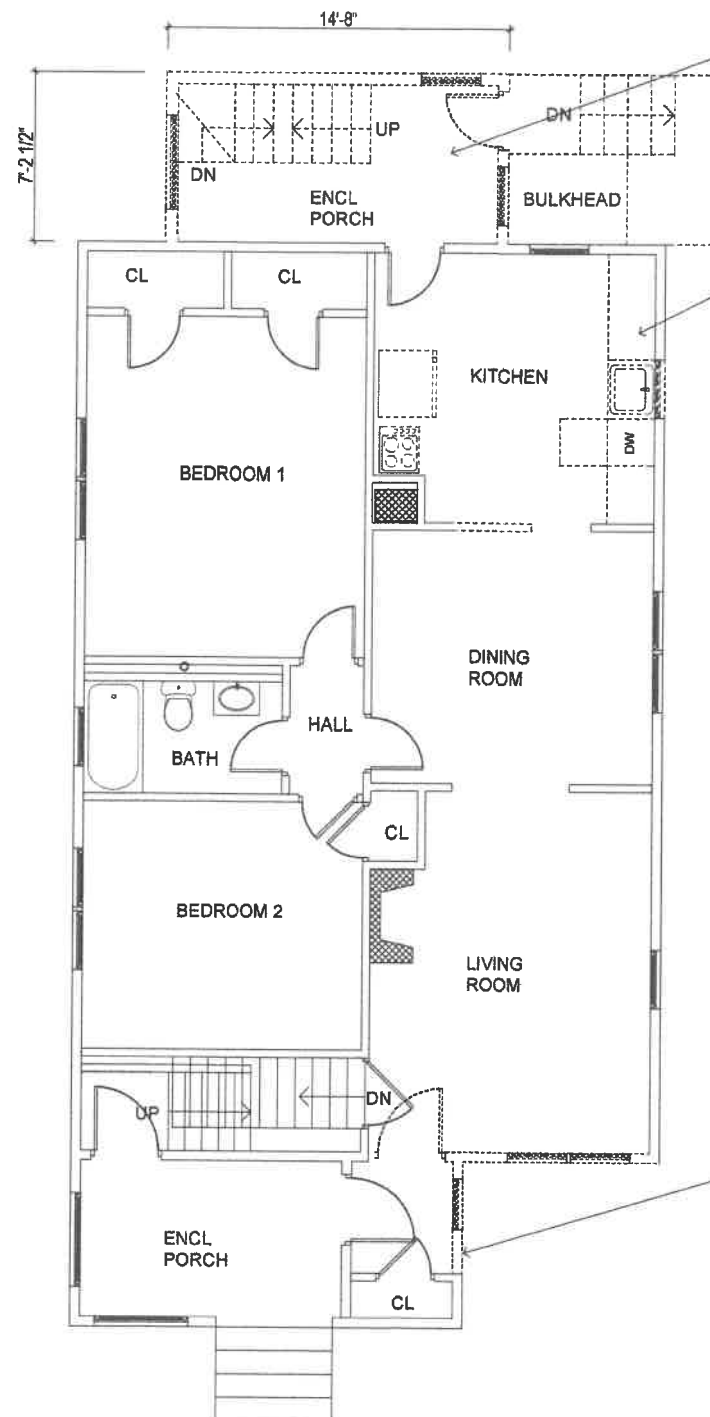 14'-8"
7'-2 1/2"
UP
DN
DN
ENCL
PORCH
BULKHEAD
CL
CL
KITCHEN
BEDROOM 1
DW
DINING
ROOM
HALL
BATH
CL
BEDROOM 2
LIVING
ROOM
DN
UP
ENCL
PORCH
CL